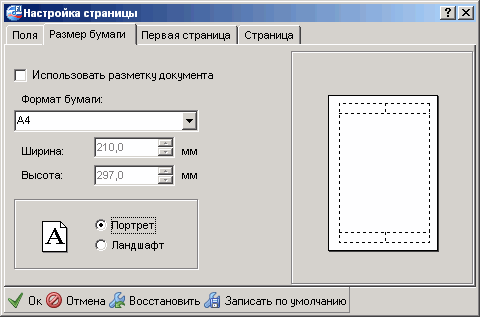 Настройка страницы
Поля Размер бумаги Первая страница Страница
Использовать разметку документа
Формат бумаги:
A4
Ширина: 210,0 мм
Высота: 297,0 мм
A
Портрет
Ландшафт
Ок Отмена Восстановить Записать по умолчанию